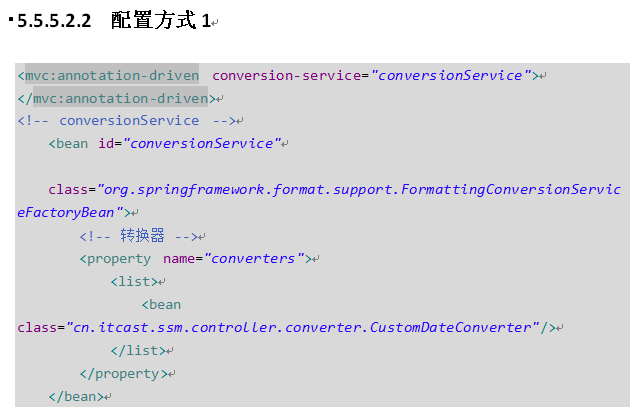 5.5.5.2.2 配置方式 1
<mvc:annotation-driven conversion-service="conversionService">
</mvc:annotation-driven>
<!-- conversionService -->
<bean id="conversionService"
class="org.springframework.format.support.FormattingConversionServic
eFactoryBean">
<!-- 转换器 -->
<property name="converters">
<list>
<bean
class="cn.itcast.ssm.controller.converter.CustomDateConverter"/>
</list>
</property>
</bean>